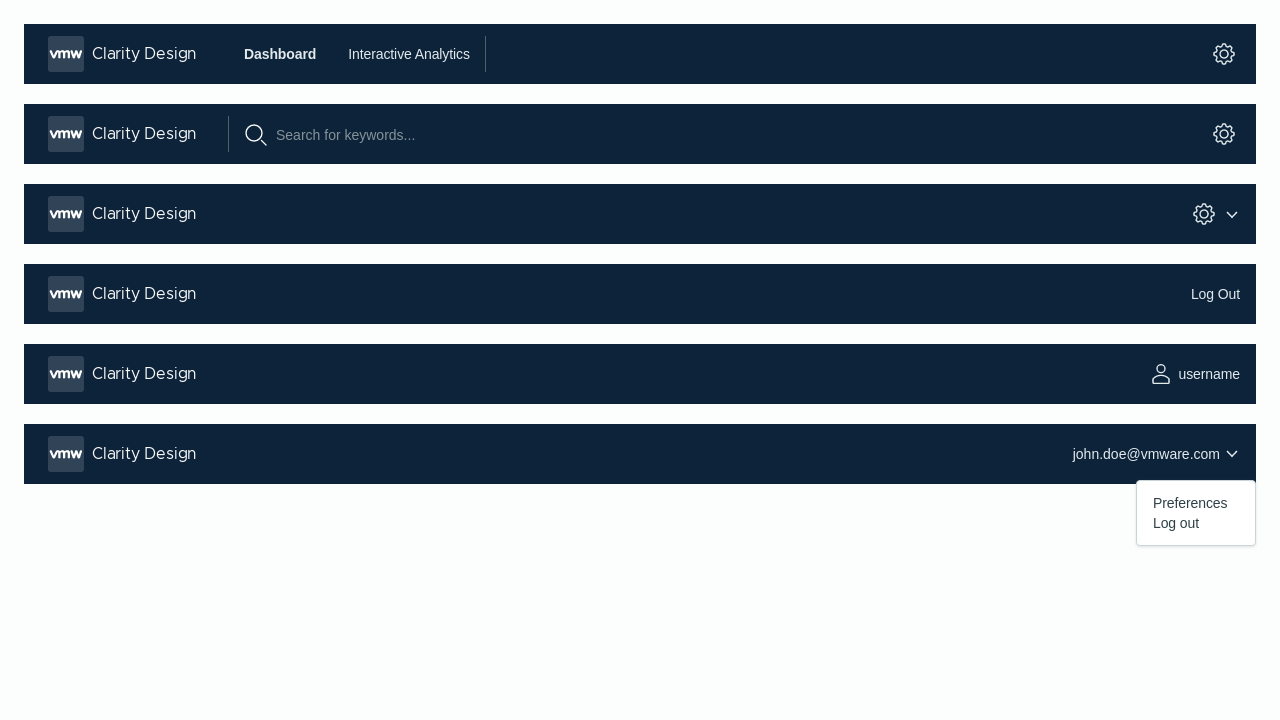 vmw Clarity Design Dashboard Interactive Analytics
vmw Clarity Design Search for keywords...
vmw Clarity Design
vmw Clarity Design Log Out
vmw Clarity Design username
vmw Clarity Design john.doe@vmware.com
Preferences
Log out